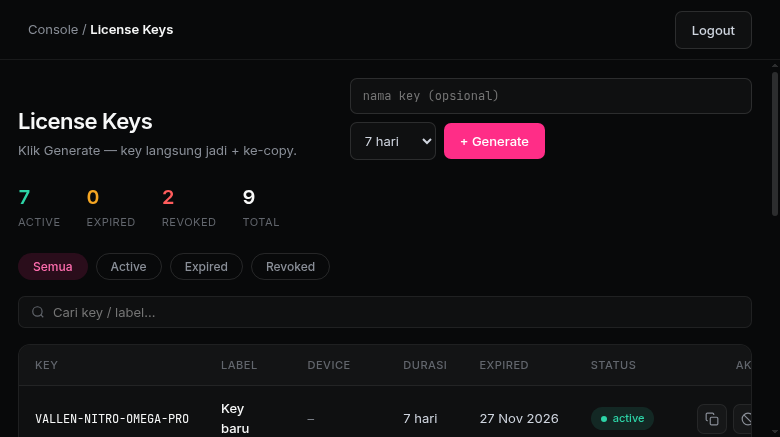 Console / License Keys
Logout
nama key (opsional)
License Keys
7 hari
+ Generate
Klik Generate — key langsung jadi + ke-copy.
7
0
2
9
ACTIVE
EXPIRED
REVOKED
TOTAL
Semua
Active
Expired
Revoked
Cari key / label...
KEY
LABEL
DEVICE
DURASI
EXPIRED
STATUS
AK
VALLEN-NITRO-OMEGA-PRO
Key
baru
–
7 hari
27 Nov 2026
active